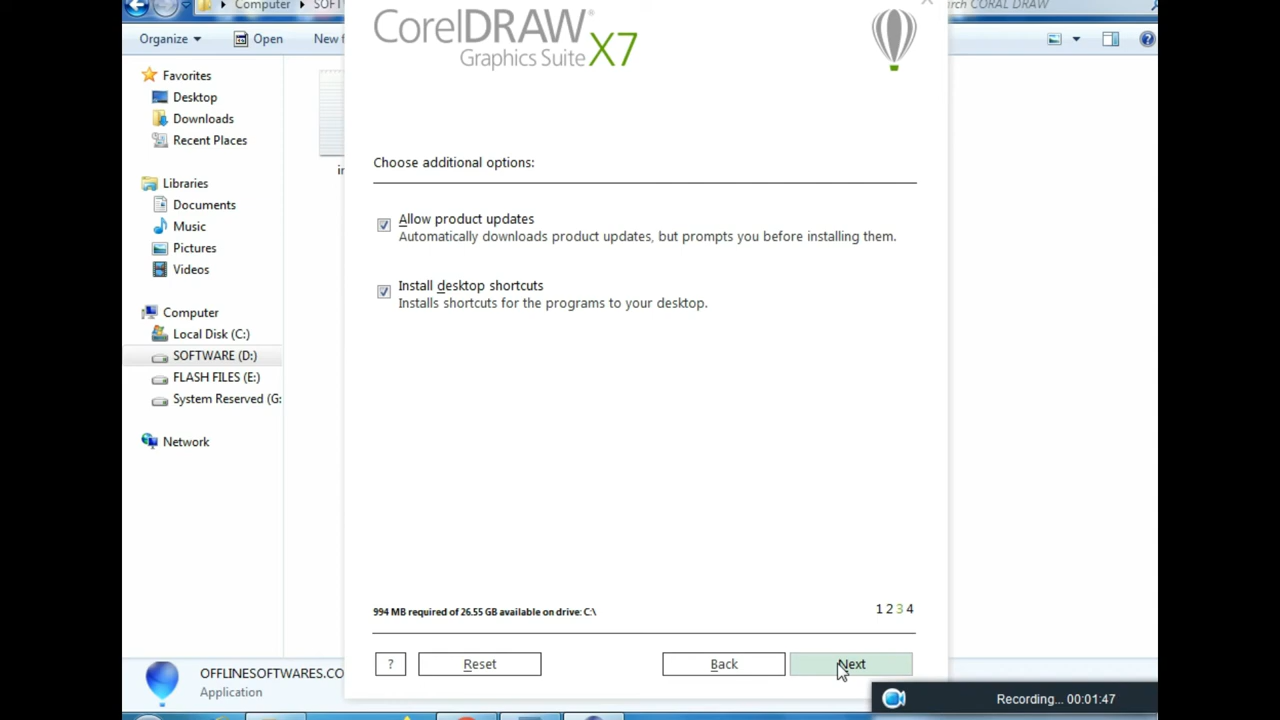 Computer
CORAL DRAW
Organize
Open
New
Favorites
Desktop
Downloads
Recent Places
Libraries
Documents
Music
Pictures
Videos
Computer
Local Disk (C:)
SOFTWARE (D:)
FLASH FILES (E:)
System Reserved (G:
Network
CorelDRAW®
Graphics Suite X7
Choose additional options:
Allow product updates
Automatically downloads product updates, but prompts you before installing them.
Install desktop shortcuts
Installs shortcuts for the programs to your desktop.
994 MB required of 26.55 GB available on drive: C:\
1 2 3 4
? Reset Back Next
OFFLINESOFTWARES.CO
Application
Recording... 00:01:47